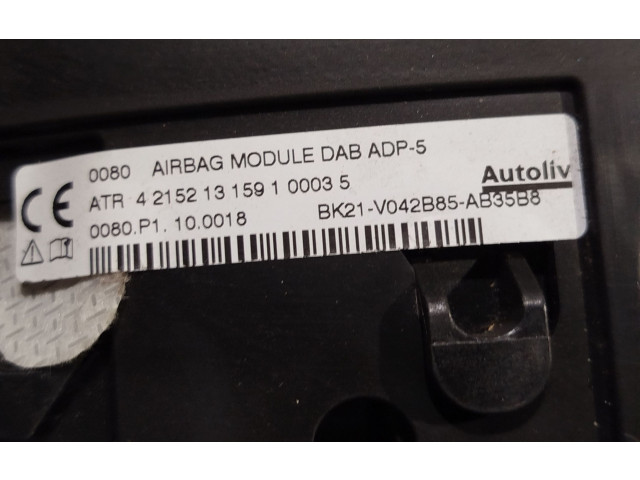 0080 AIRBAG MODULE DAB ADP-5
CE
Autoliv
ATR 4 2152 13 159 1 0003 5
0080.P1. 10.0018
BK21-V042B85-AB35B8